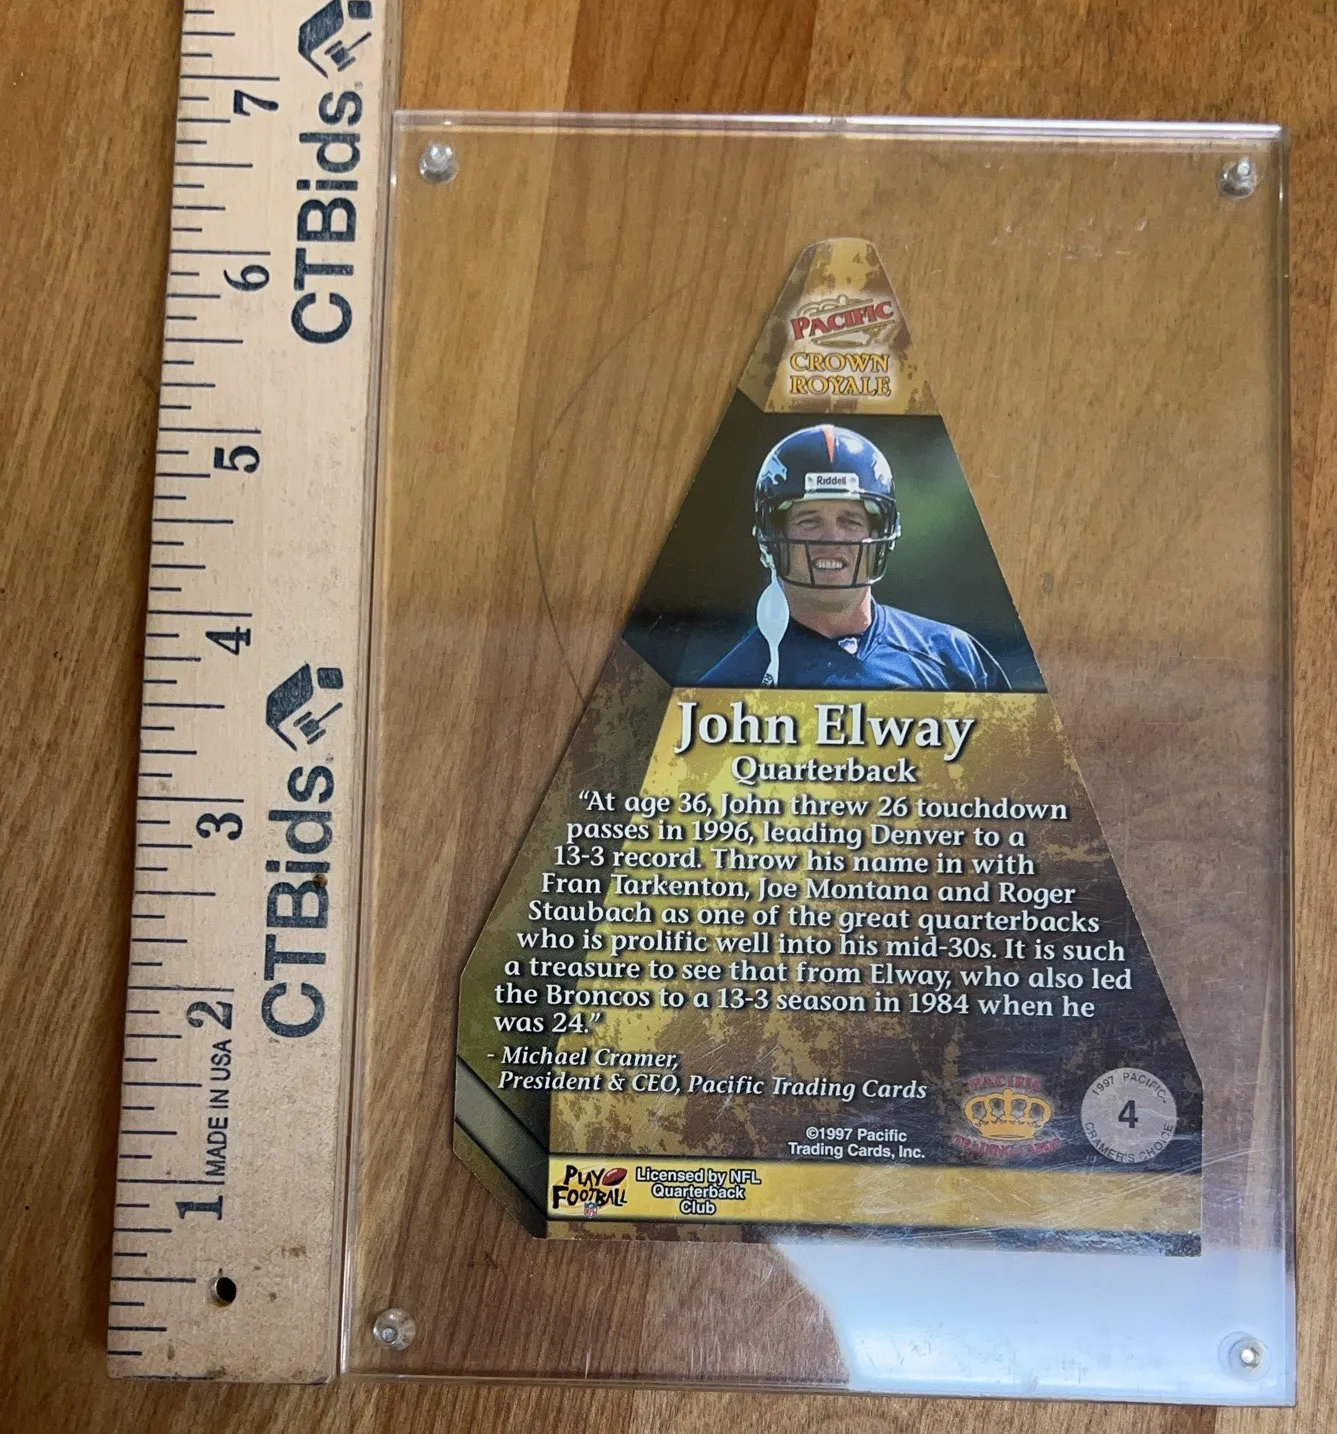 CTBids
CTBids
7
6
5
4
3
2
1
MADE IN USA
PACIFIC
CROWN
ROYALE
Riddell
John Elway
Quarterback
“At age 36, John threw 26 touchdown
passes in 1996, leading Denver to a
13-3 record. Throw his name in with
Fran Tarkenton, Joe Montana and Roger
Staubach as one of the great quarterbacks
who is prolific well into his mid-30s. It is such
a treasure to see that from Elway, who also led
the Broncos to a 13-3 season in 1984 when he
was 24.”
- Michael Cramer,
President & CEO, Pacific Trading Cards
©1997 Pacific
Trading Cards, Inc.
PACIFIC
TRADING CARDS
1997 PACIFIC-
CRAMER'S CHOICE
4
PLAY
FOOTBALL
Licensed by NFL
Quarterback
Club